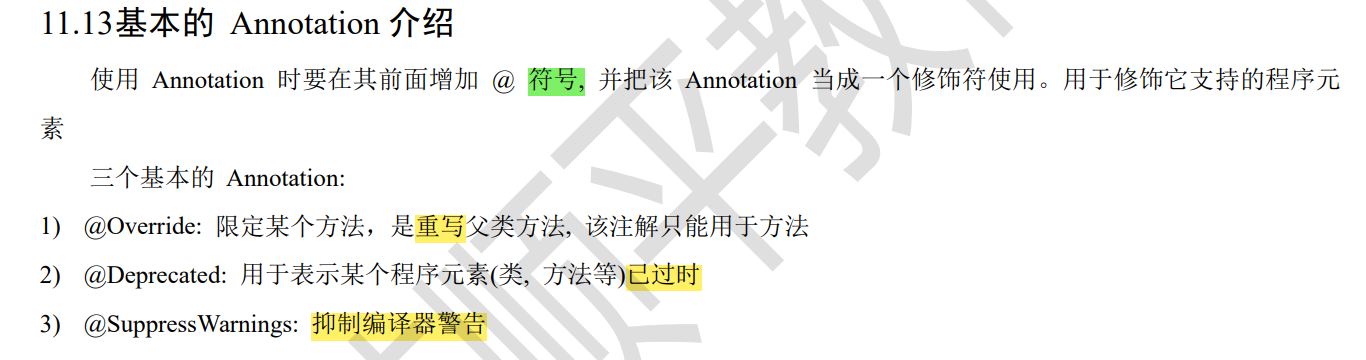 11.13基本的 Annotation 介绍
使用 Annotation 时要在其前面增加 @ 符号, 并把该 Annotation 当成一个修饰符使用。用于修饰它支持的程序元
素
三个基本的 Annotation:
1) @Override: 限定某个方法，是重写父类方法, 该注解只能用于方法
2) @Deprecated: 用于表示某个程序元素(类, 方法等)已过时
3) @SuppressWarnings: 抑制编译器警告
顺平教